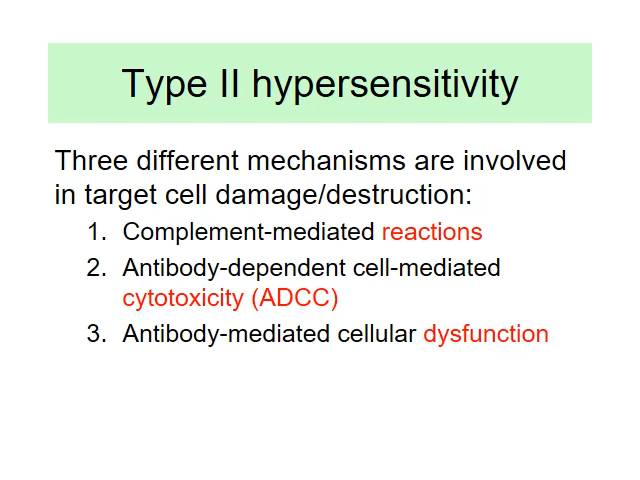 Type II hypersensitivity
Three different mechanisms are involved
in target cell damage/destruction:
1. Complement-mediated reactions
2. Antibody-dependent cell-mediated
cytotoxicity (ADCC)
3. Antibody-mediated cellular dysfunction